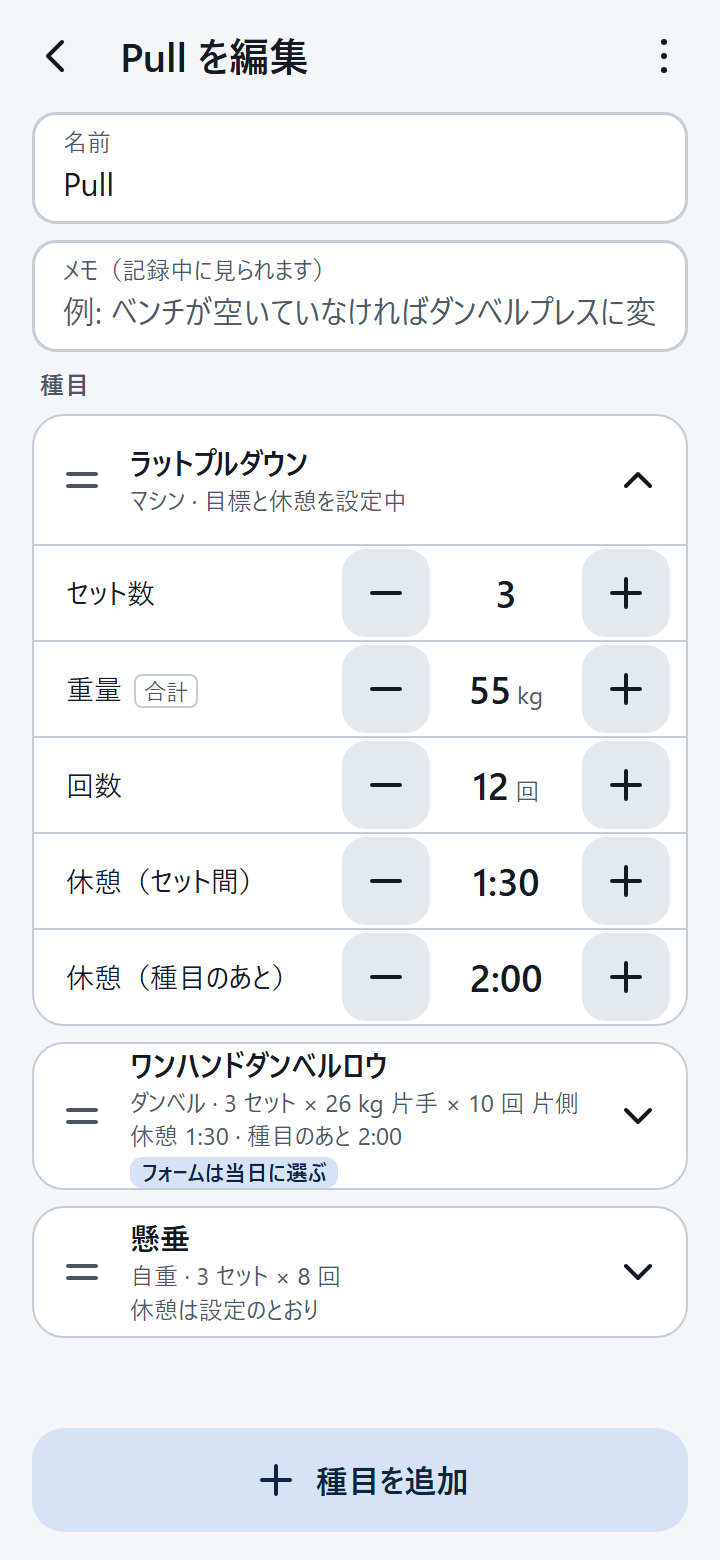 Pull を編集
名前
Pull
メモ（記録中に見られます）
例: ベンチが空いていなければダンベルプレスに変
種目
ラットプルダウン
マシン · 目標と休憩を設定中
セット数 3
重量 合計 55 kg
回数 12 回
休憩（セット間） 1:30
休憩（種目のあと） 2:00
ワンハンドダンベルロウ
ダンベル · 3 セット × 26 kg 片手 × 10 回 片側
休憩 1:30 · 種目のあと 2:00
フォームは当日に選ぶ
懸垂
自重 · 3 セット × 8 回
休憩は設定のとおり
種目を追加